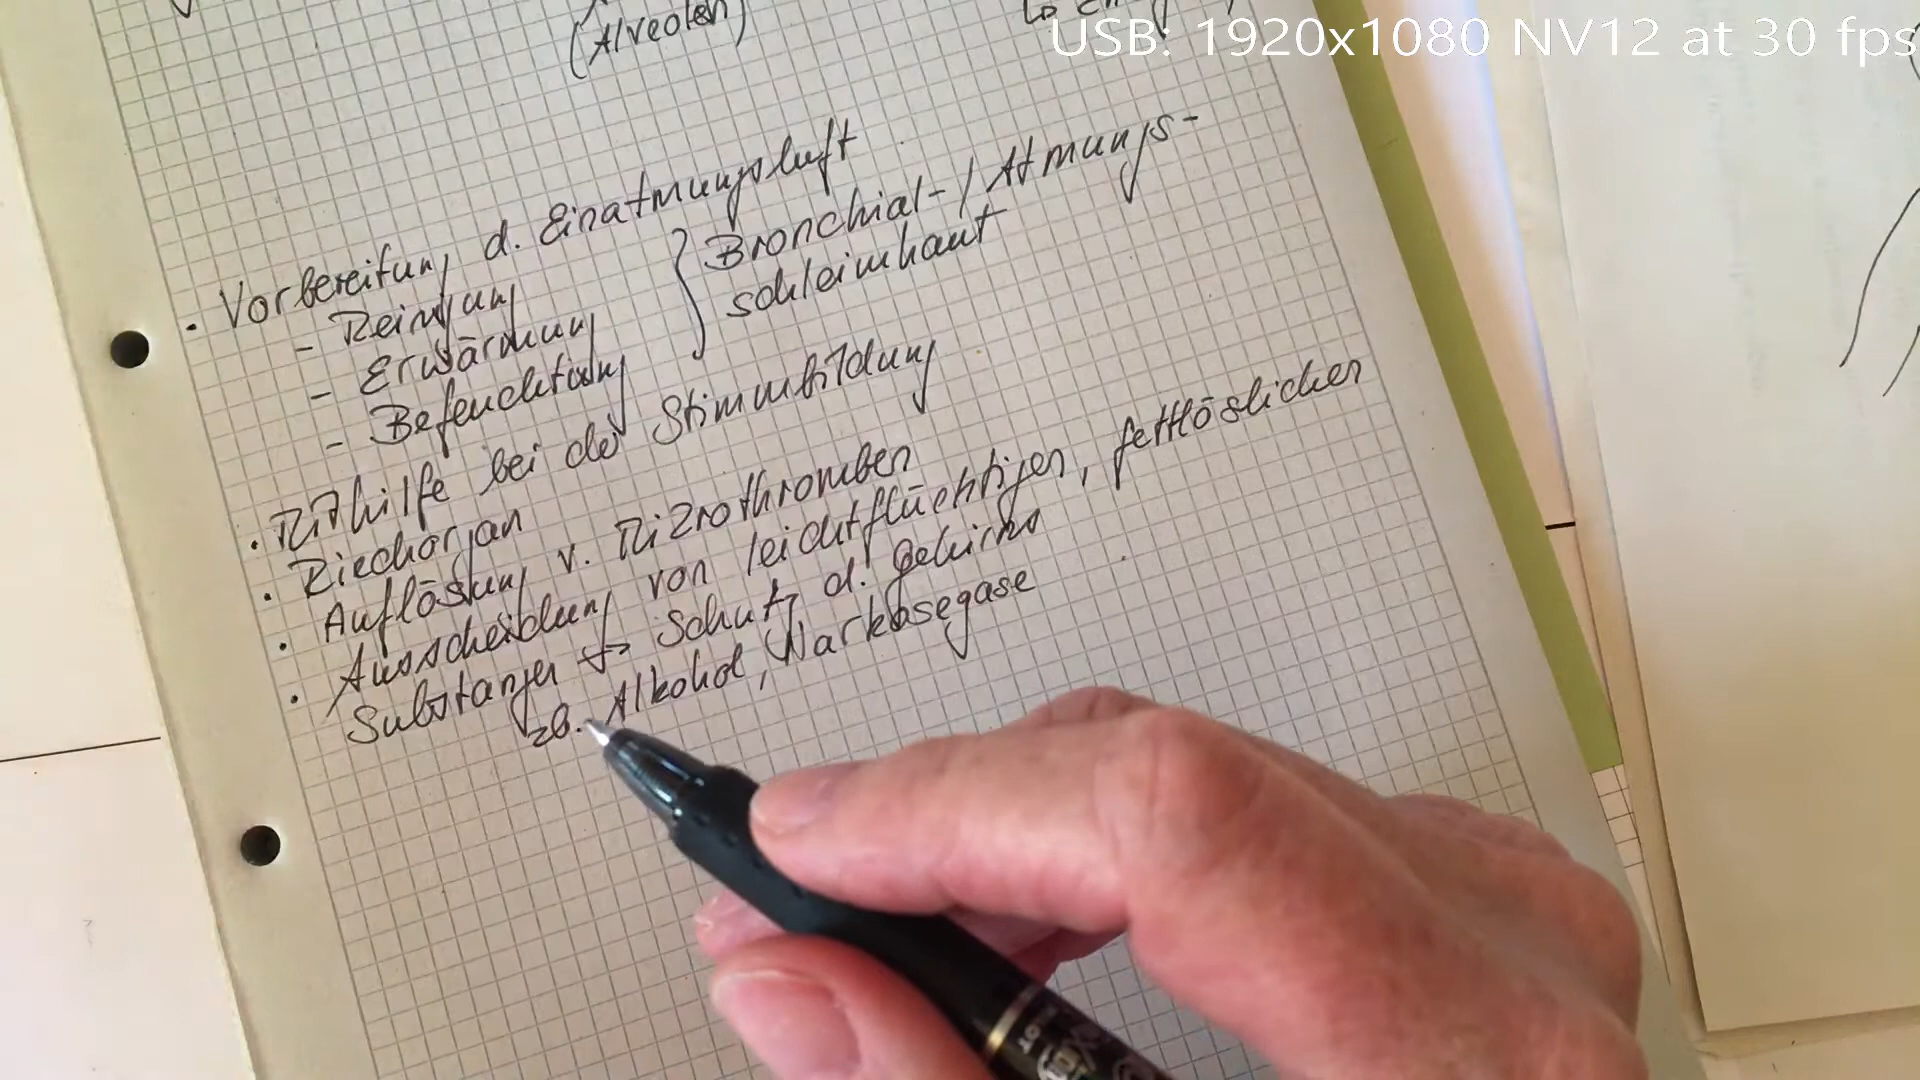 (Alveolen)
USB: 1920x1080 NV12 at 30 fps
· Vorbereitung d. Einatmungsluft
- Reinigung
- Erwärmung
- Befeuchtung
} Bronchial-/Atmungs-
schleimhaut
· Mithilfe bei der Stimmbildung
· Riechorgan
· Auflösung v. Mikrothromben
· Ausscheidung von leichtflüchtigen, fettlöslichen
Substanzen → Schutz d. Gehirns
zB. Alkohol, Narkosegase